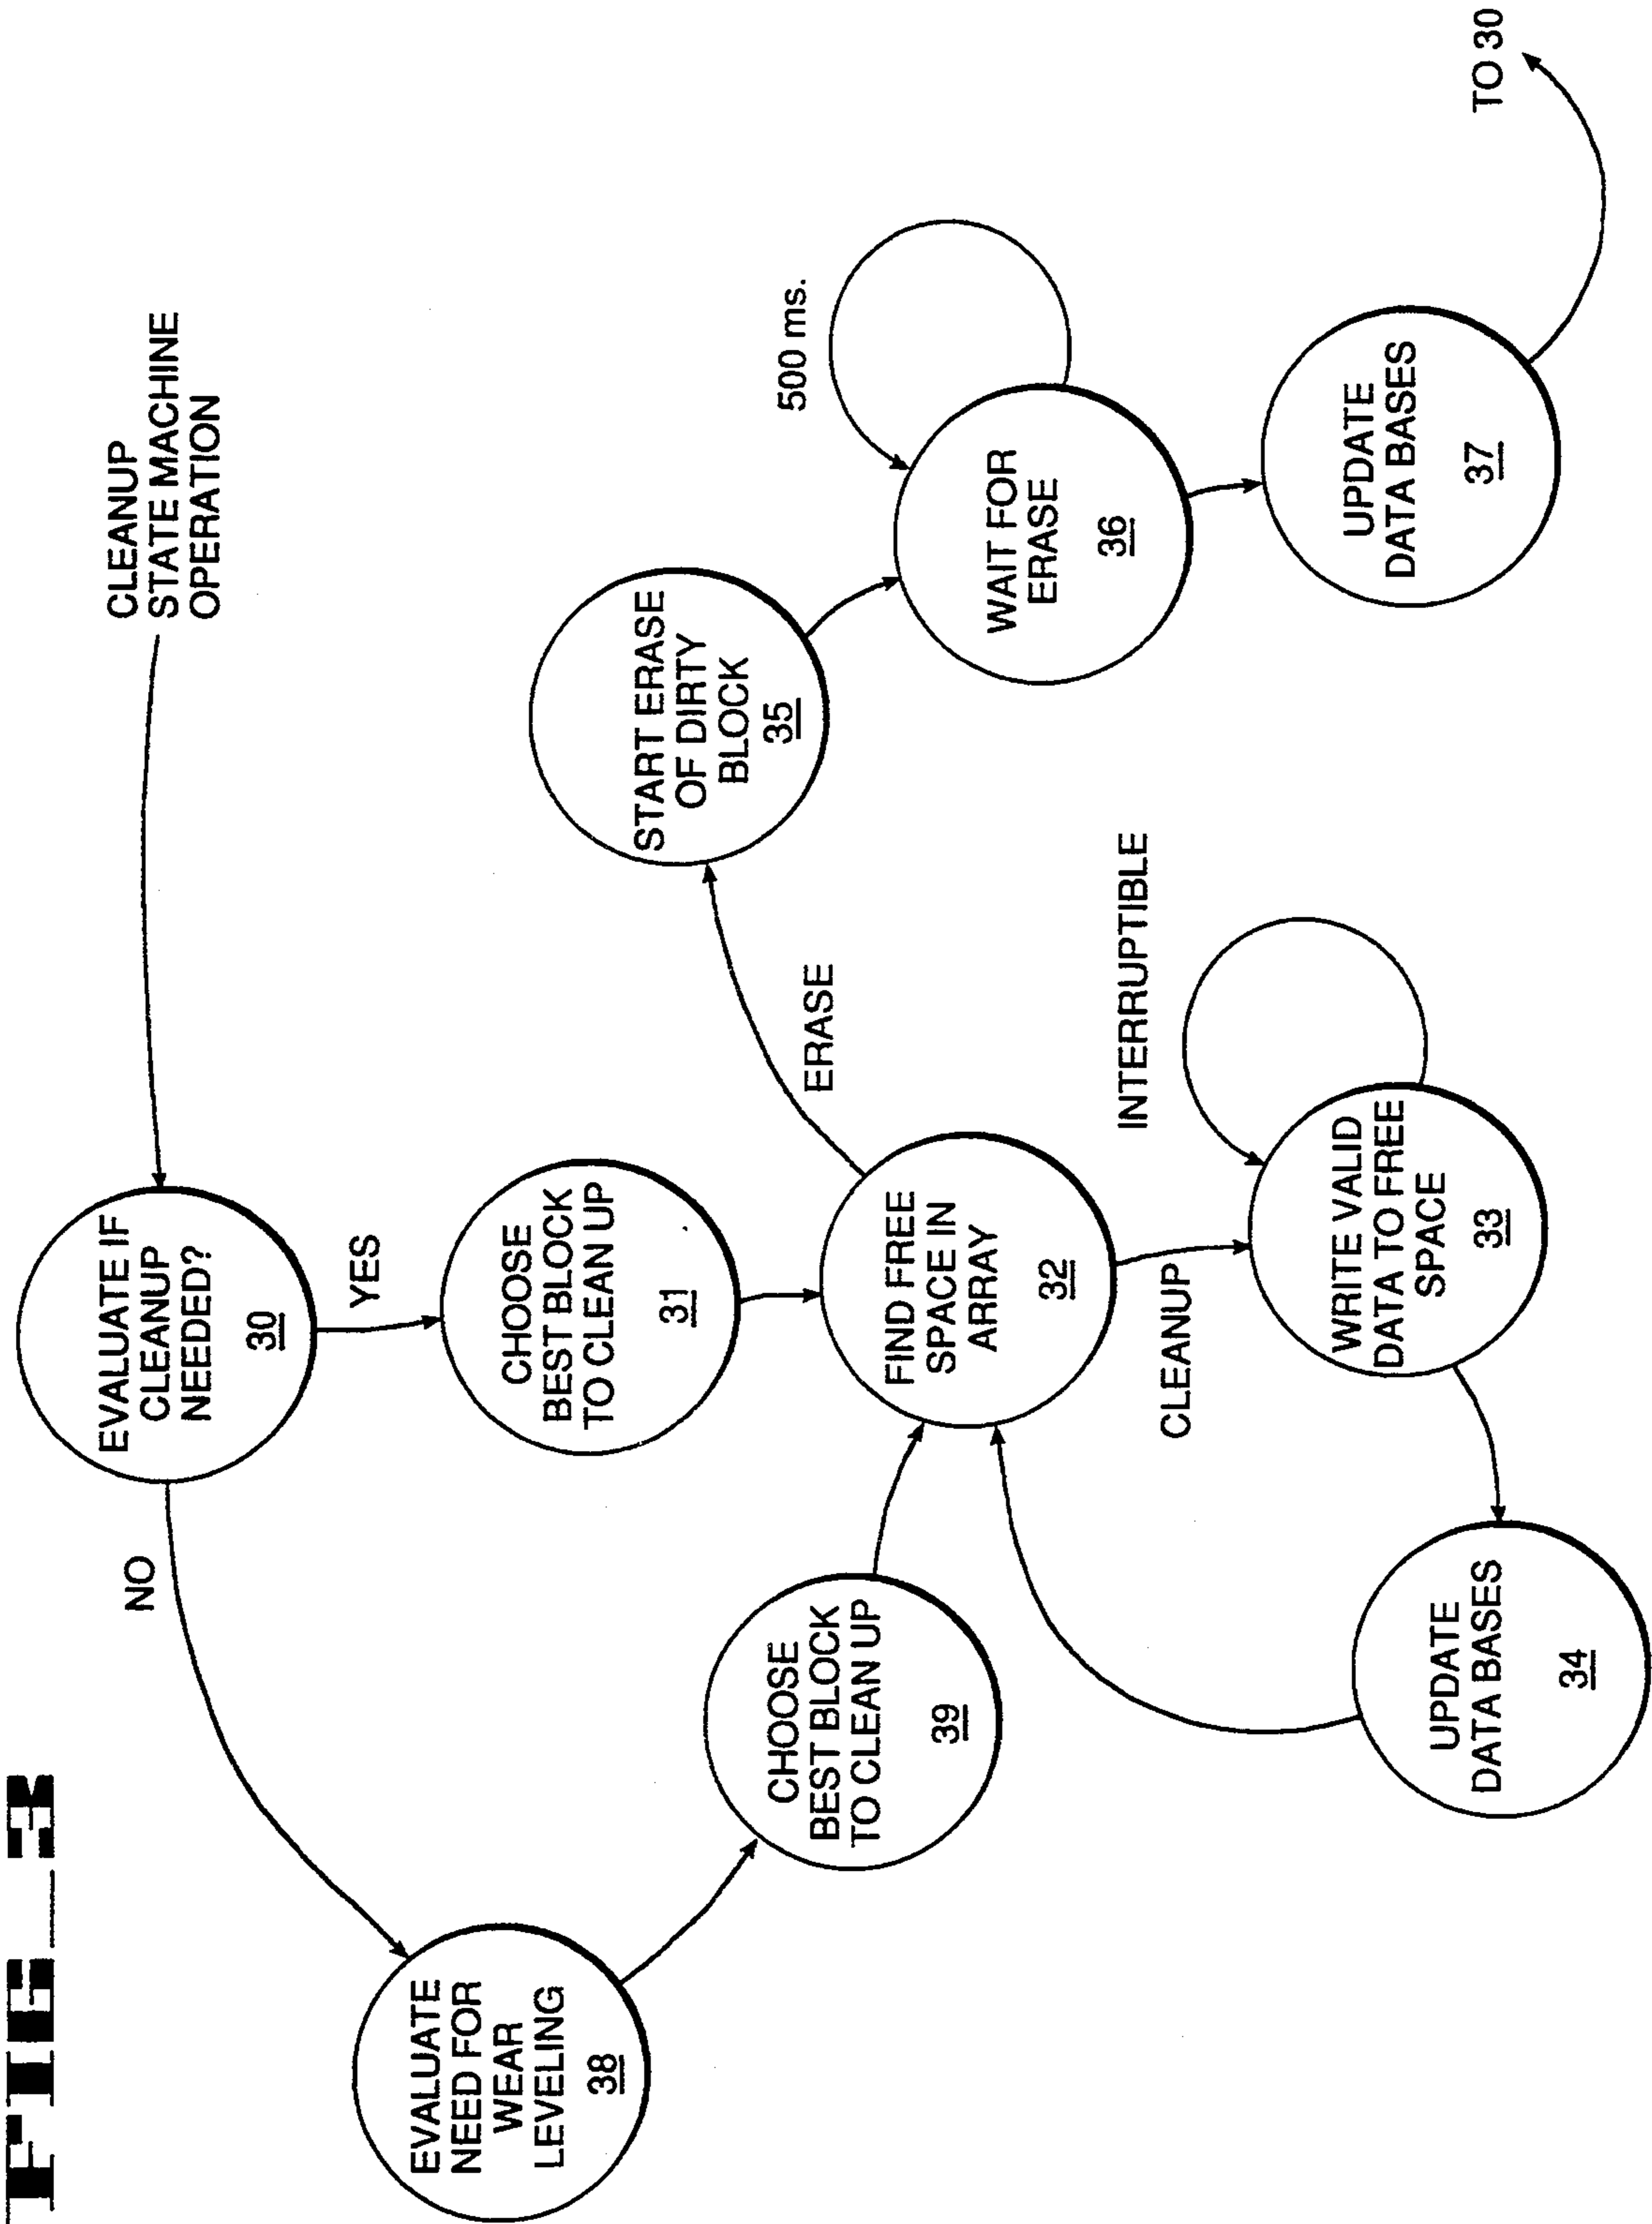 FIG 3
CLEANUP
STATE MACHINE
OPERATION
EVALUATE IF
CLEANUP
NEEDED?
30
NO
YES
EVALUATE
NEED FOR
WEAR
LEVELING
38
CHOOSE
BEST BLOCK
TO CLEAN UP
31
CHOOSE
BEST BLOCK
TO CLEAN UP
39
FIND FREE
SPACE IN
ARRAY
32
ERASE
START ERASE
OF DIRTY
BLOCK
35
500 ms.
WAIT FOR
ERASE
36
UPDATE
DATA BASES
37
TO 30
CLEANUP
INTERRUPTIBLE
WRITE VALID
DATA TO FREE
SPACE
33
UPDATE
DATA BASES
34